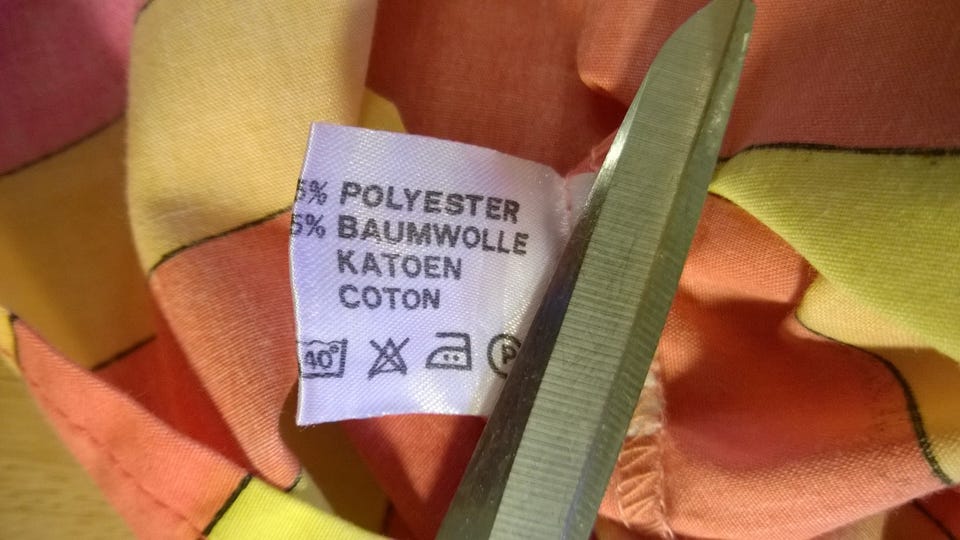 5% POLYESTER
5% BAUMWOLLE
KATOEN
COTON
40° P